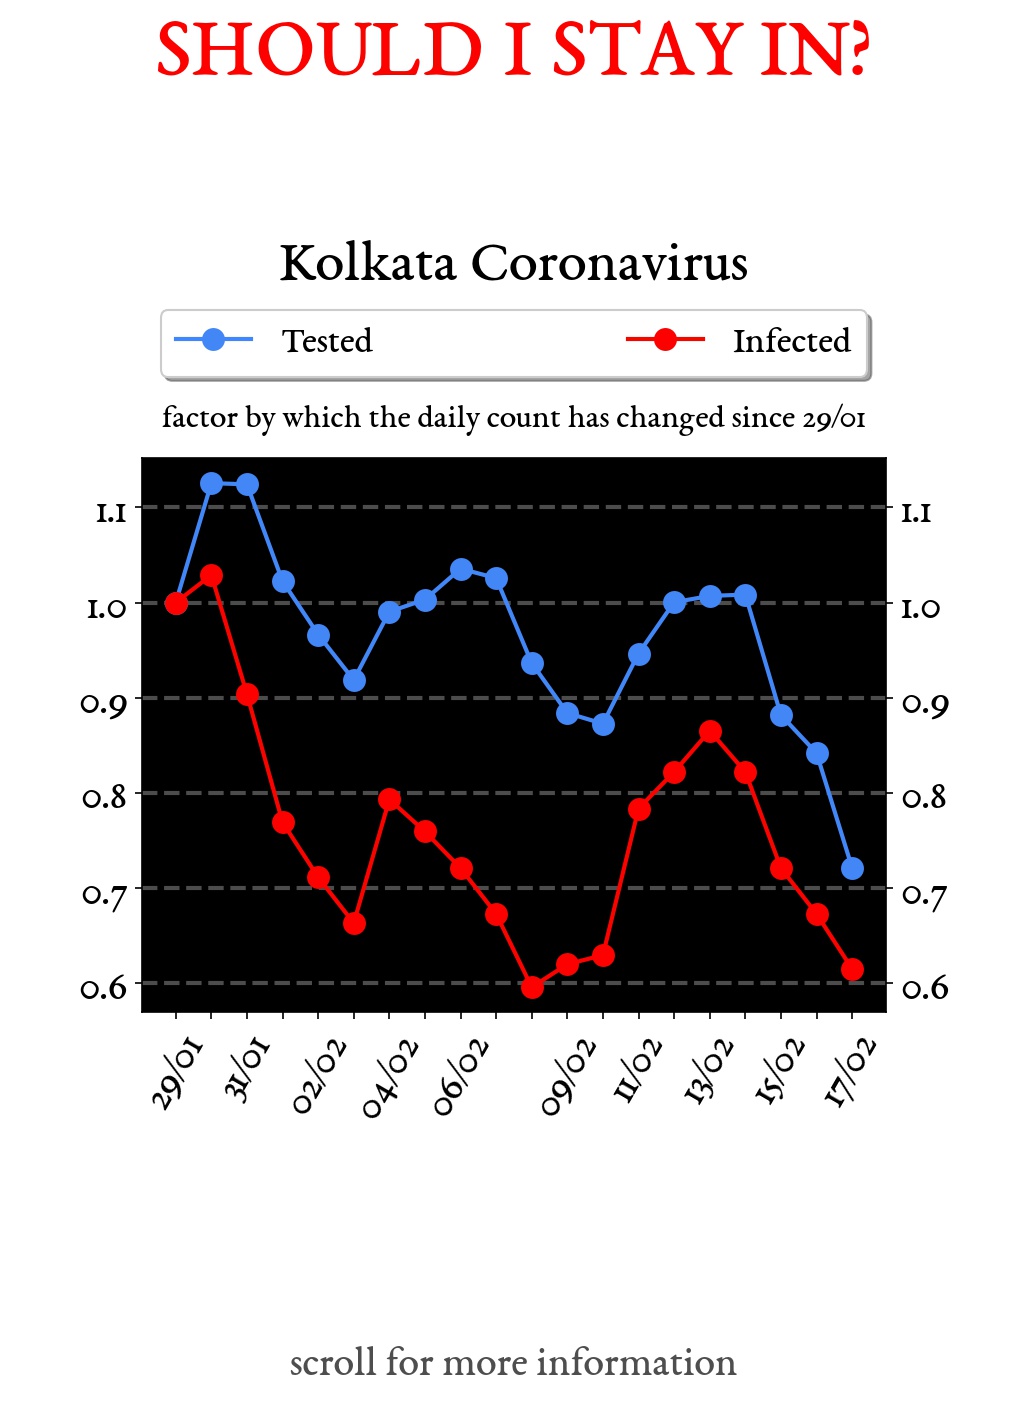 SHOULD I STAY IN?
Kolkata Coronavirus
Tested Infected
factor by which the daily count has changed since 29/01
1.1 1.1
1.0 1.0
0.9 0.9
0.8 0.8
0.7 0.7
0.6 0.6
29/01 31/01 02/02 04/02 06/02 09/02 11/02 13/02 15/02 17/02
scroll for more information